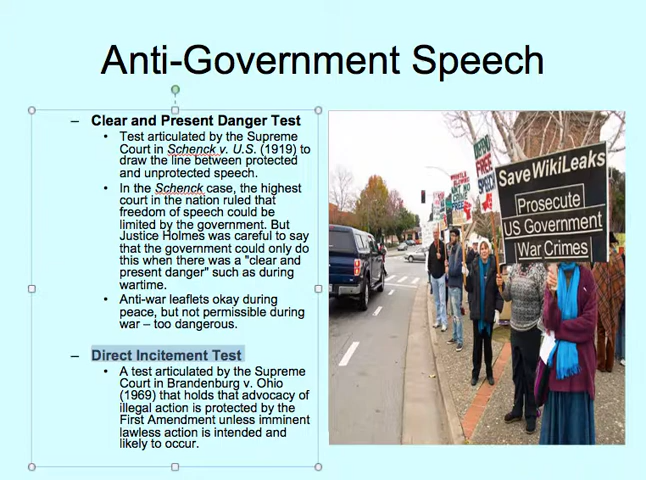 Anti-Government Speech
– Clear and Present Danger Test
• Test articulated by the Supreme
Court in Schenck v. U.S. (1919) to
draw the line between protected
and unprotected speech.
• In the Schenck case, the highest
court in the nation ruled that
freedom of speech could be
limited by the government. But
Justice Holmes was careful to say
that the government could only do
this when there was a "clear and
present danger" such as during
wartime.
• Anti-war leaflets okay during
peace, but not permissible during
war – too dangerous.
– Direct Incitement Test
• A test articulated by the Supreme
Court in Brandenburg v. Ohio
(1969) that holds that advocacy of
illegal action is protected by the
First Amendment unless imminent
lawless action is intended and
likely to occur.
Save WikiLeaks
Prosecute
US Government
War Crimes
FREE